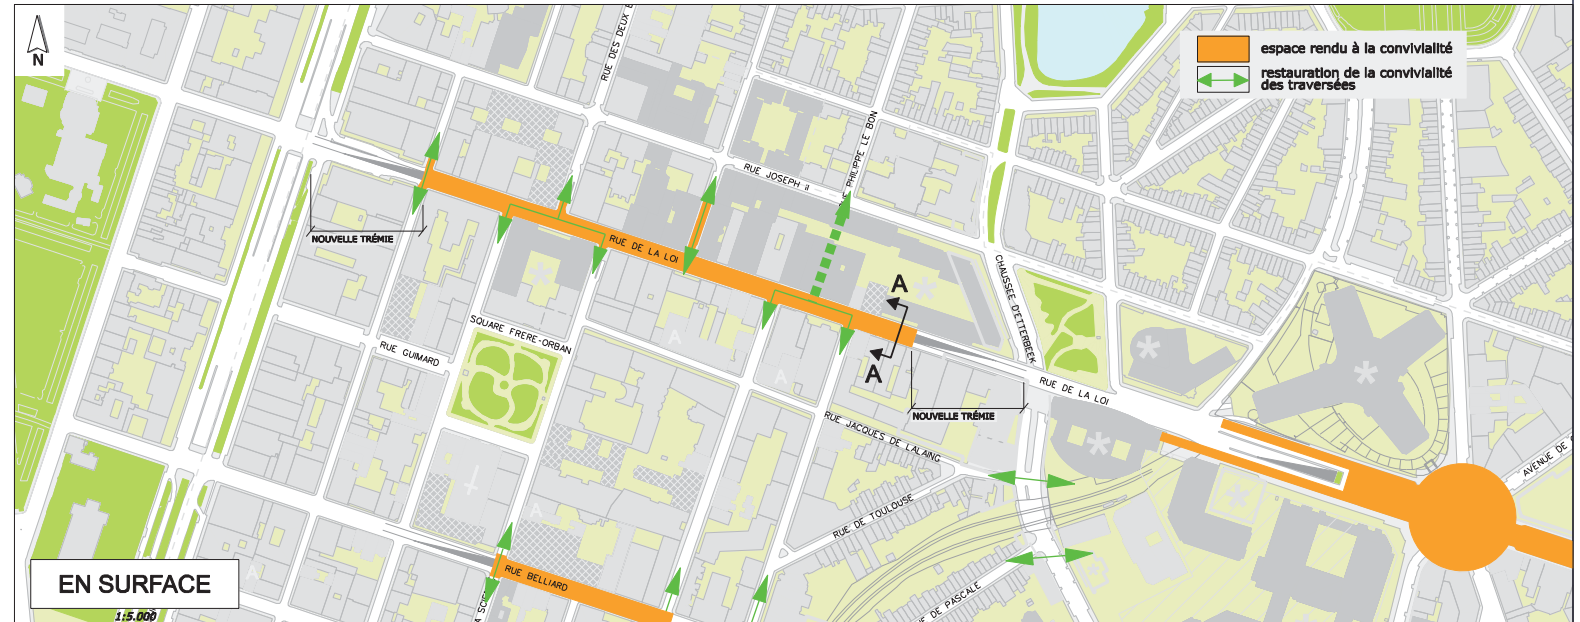 N
RUE DES DEUX E
espace rendu à la convivialité
restauration de la convivialité
des traversées
RUE JOSEPH II
PHILIPPE LE BON
NOUVELLE TRÉMIE
RUE DE LA LOI
CHAUSSEE D'ETTERBEEK
A
A
SQUARE FRERE-ORBAN
RUE GUIMARD
A
A
RUE DE LA LOI
NOUVELLE TRÉMIE
RUE JACQUES DE LALAING
AVENUE DE
RUE DE TOULOUSE
A
A
RUE BELLIARD
EN SURFACE
DE PASCALE
1:5.000